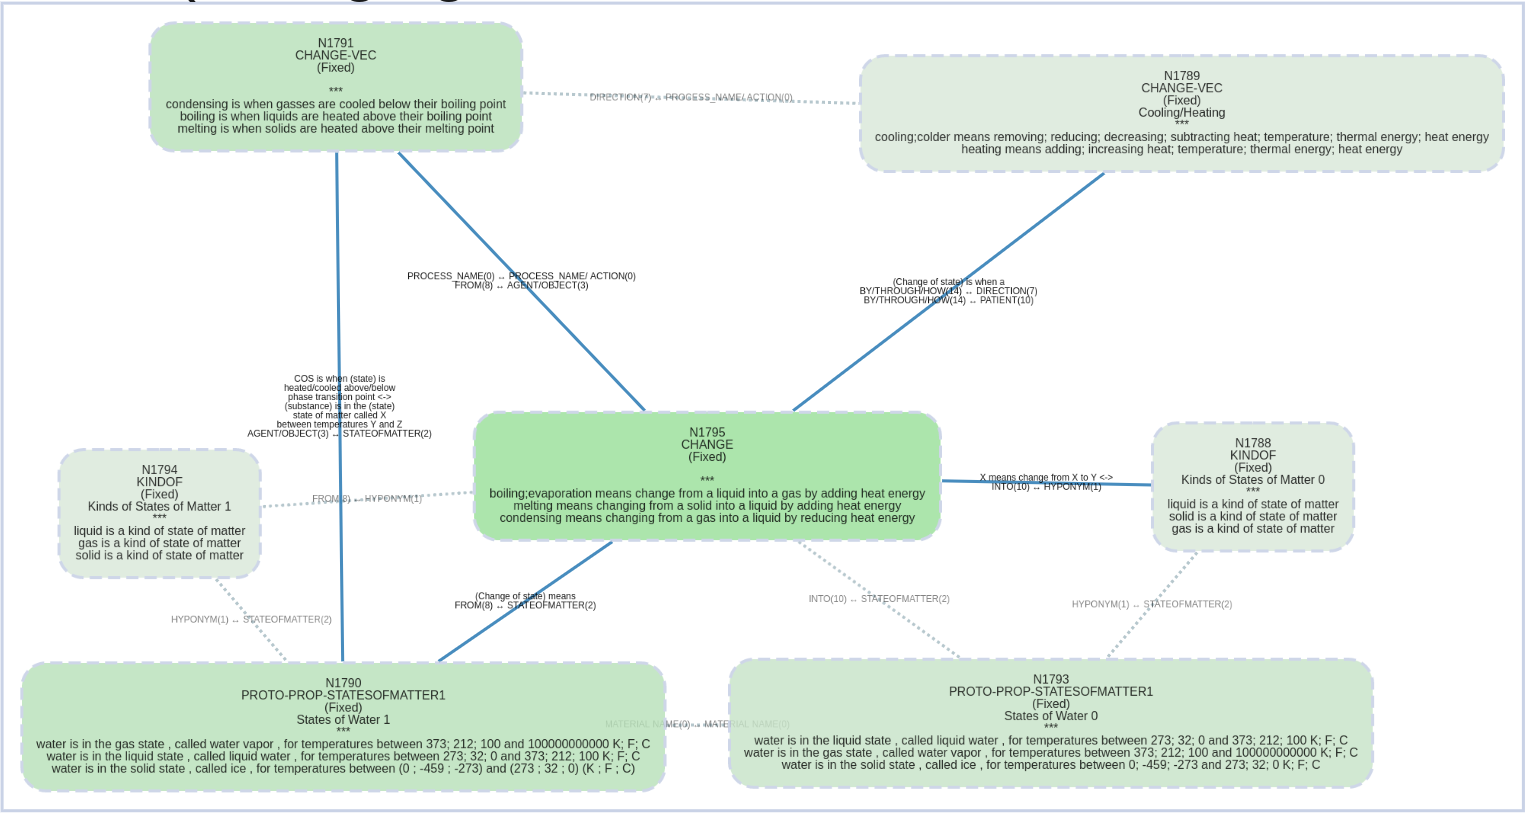 N1791
CHANGE-VEC
(Fixed)
***
condensing is when gasses are cooled below their boiling point
boiling is when liquids are heated above their boiling point
melting is when solids are heated above their melting point
DIRECTION(7) ↔ PROCESS_NAME/ ACTION(0)
N1789
CHANGE-VEC
(Fixed)
Cooling/Heating
***
cooling;colder means removing; reducing; decreasing; subtracting heat; temperature; thermal energy; heat energy
heating means adding; increasing heat; temperature; thermal energy; heat energy
PROCESS_NAME(0) ↔ PROCESS_NAME/ ACTION(0)
FROM(8) ↔ AGENT/OBJECT(3)
(Change of state) is when a
BY/THROUGH/HOW(14) ↔ DIRECTION(7)
BY/THROUGH/HOW(14) ↔ PATIENT(10)
COS is when (state) is
heated/cooled above/below
phase transition point <->
(substance) is in the (state)
state of matter called X
between temperatures Y and Z
AGENT/OBJECT(3) ↔ STATEOFMATTER(2)
N1794
KINDOF
(Fixed)
Kinds of States of Matter 1
***
liquid is a kind of state of matter
gas is a kind of state of matter
solid is a kind of state of matter
FROM(8) ↔ HYPONYM(1)
N1795
CHANGE
(Fixed)
***
boiling;evaporation means change from a liquid into a gas by adding heat energy
melting means changing from a solid into a liquid by adding heat energy
condensing means changing from a gas into a liquid by reducing heat energy
X means change from X to Y <->
INTO(10) ↔ HYPONYM(1)
N1788
KINDOF
(Fixed)
Kinds of States of Matter 0
***
liquid is a kind of state of matter
solid is a kind of state of matter
gas is a kind of state of matter
HYPONYM(1) ↔ STATEOFMATTER(2)
(Change of state) means
FROM(8) ↔ STATEOFMATTER(2)
INTO(10) ↔ STATEOFMATTER(2)
HYPONYM(1) ↔ STATEOFMATTER(2)
N1790
PROTO-PROP-STATESOFMATTER1
(Fixed)
States of Water 1
***
water is in the gas state , called water vapor , for temperatures between 373; 212; 100 and 100000000000 K; F; C
water is in the liquid state , called liquid water , for temperatures between 273; 32; 0 and 373; 212; 100 K; F; C
water is in the solid state , called ice , for temperatures between (0 ; -459 ; -273) and (273 ; 32 ; 0) (K ; F ; C)
MATERIAL NAME(0) ↔ MATERIAL NAME(0)
N1793
PROTO-PROP-STATESOFMATTER1
(Fixed)
States of Water 0
***
water is in the liquid state , called liquid water , for temperatures between 273; 32; 0 and 373; 212; 100 K; F; C
water is in the gas state , called water vapor , for temperatures between 373; 212; 100 and 100000000000 K; F; C
water is in the solid state , called ice , for temperatures between 0; -459; -273 and 273; 32; 0 K; F; C